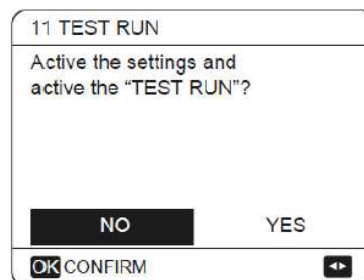 11 TEST RUN
Active the settings and
active the “TEST RUN”?
NO YES
OK CONFIRM